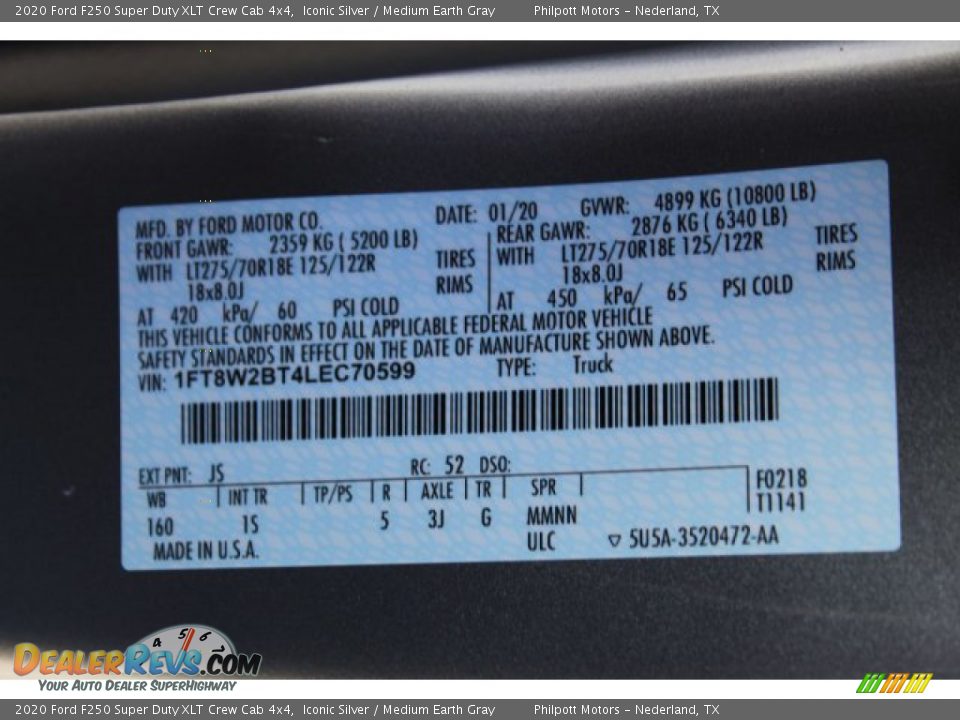 2020 Ford F250 Super Duty XLT Crew Cab 4x4, Iconic Silver / Medium Earth Gray Philpott Motors – Nederland, TX
MFD. BY FORD MOTOR CO. DATE: 01/20 GVWR: 4899 KG (10800 LB)
FRONT GAWR: 2359 KG ( 5200 LB) REAR GAWR: 2876 KG ( 6340 LB)
WITH LT275/70R18E 125/122R TIRES WITH LT275/70R18E 125/122R TIRES
18x8.0J RIMS 18x8.0J RIMS
AT 420 kPa/ 60 PSI COLD AT 450 kPa/ 65 PSI COLD
THIS VEHICLE CONFORMS TO ALL APPLICABLE FEDERAL MOTOR VEHICLE
SAFETY STANDARDS IN EFFECT ON THE DATE OF MANUFACTURE SHOWN ABOVE.
VIN: 1FT8W2BT4LEC70599 TYPE: Truck
EXT PNT: JS RC: 52 DSO:
WB INT TR TP/PS R AXLE TR SPR F0218
160 1S 5 3J G MMNN T1141
MADE IN U.S.A. ULC ▽ 5U5A-3520472-AA
4 5 6
DEALERREVS.COM
YOUR AUTO DEALER SUPERHIGHWAY
2020 Ford F250 Super Duty XLT Crew Cab 4x4, Iconic Silver / Medium Earth Gray Philpott Motors – Nederland, TX